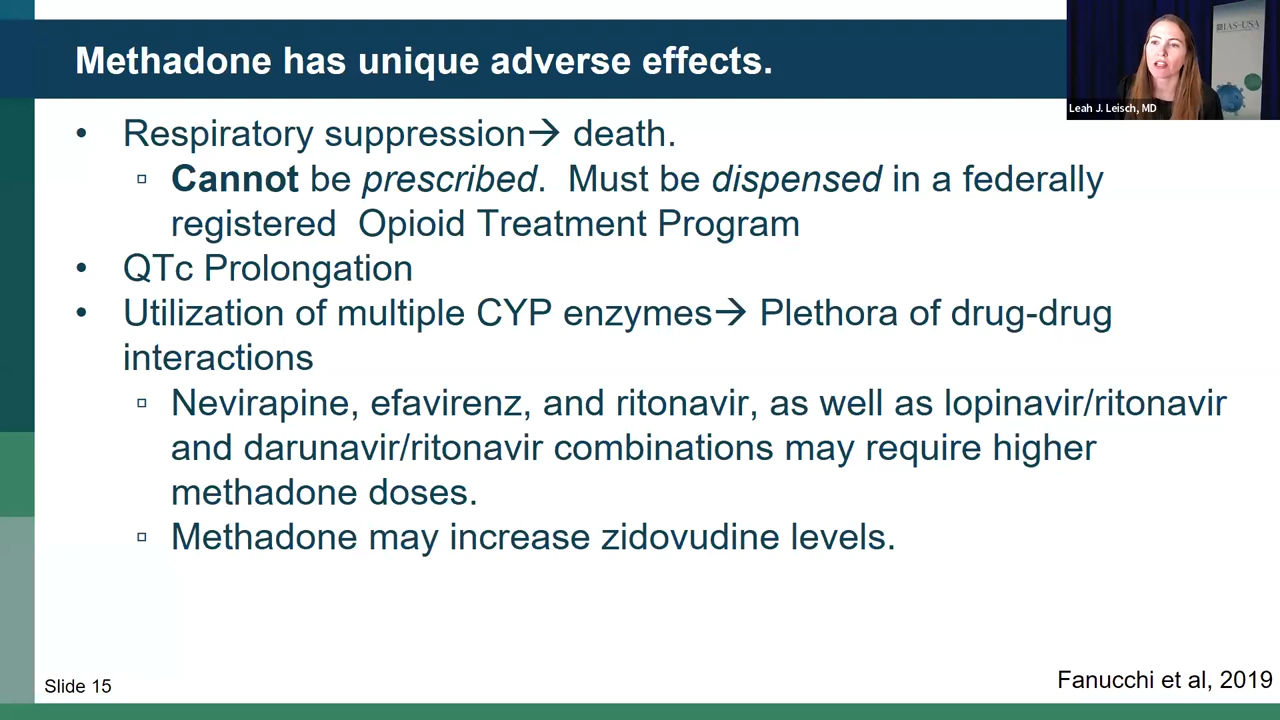 Methadone has unique adverse effects.
IAS-USA
Leah J. Leisch, MD
• Respiratory suppression→ death.
▫ Cannot be prescribed. Must be dispensed in a federally
registered Opioid Treatment Program
• QTc Prolongation
• Utilization of multiple CYP enzymes→ Plethora of drug-drug
interactions
▫ Nevirapine, efavirenz, and ritonavir, as well as lopinavir/ritonavir
and darunavir/ritonavir combinations may require higher
methadone doses.
▫ Methadone may increase zidovudine levels.
Slide 15
Fanucchi et al, 2019